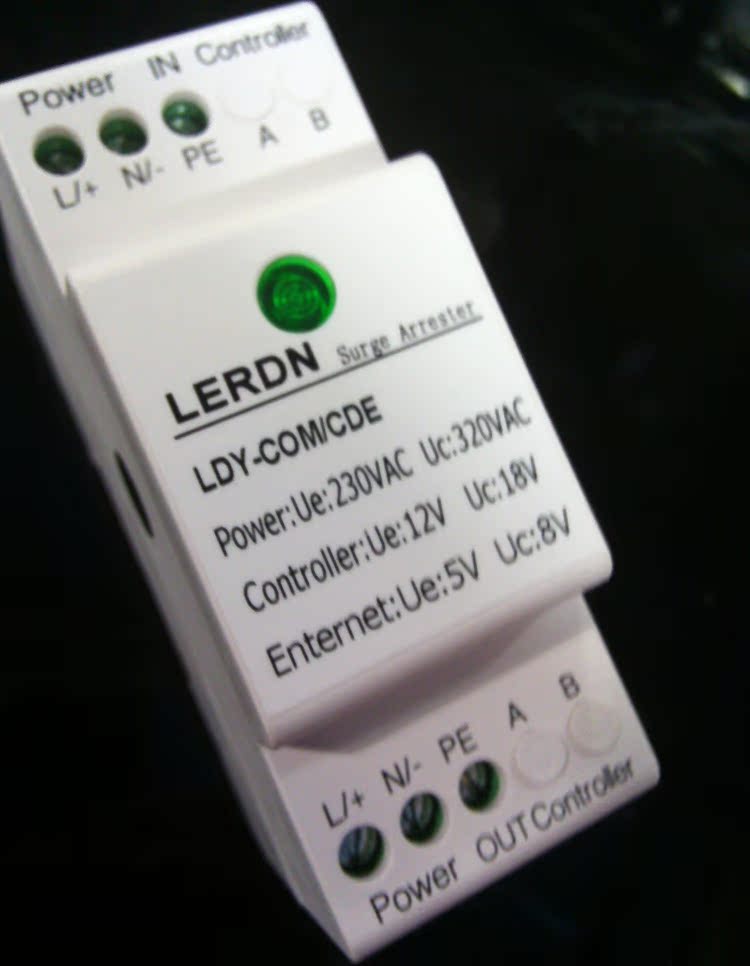 Power IN Controller
L/+ N/- PE A B
LERDN Surge Arrester
LDY-COM/CDE
Power:Ue:230VAC Uc:320VAC
Controller:Ue:12V Uc:18V
Enternet:Ue:5V Uc:8V
L/+ N/- PE A B
Power OUT Controller